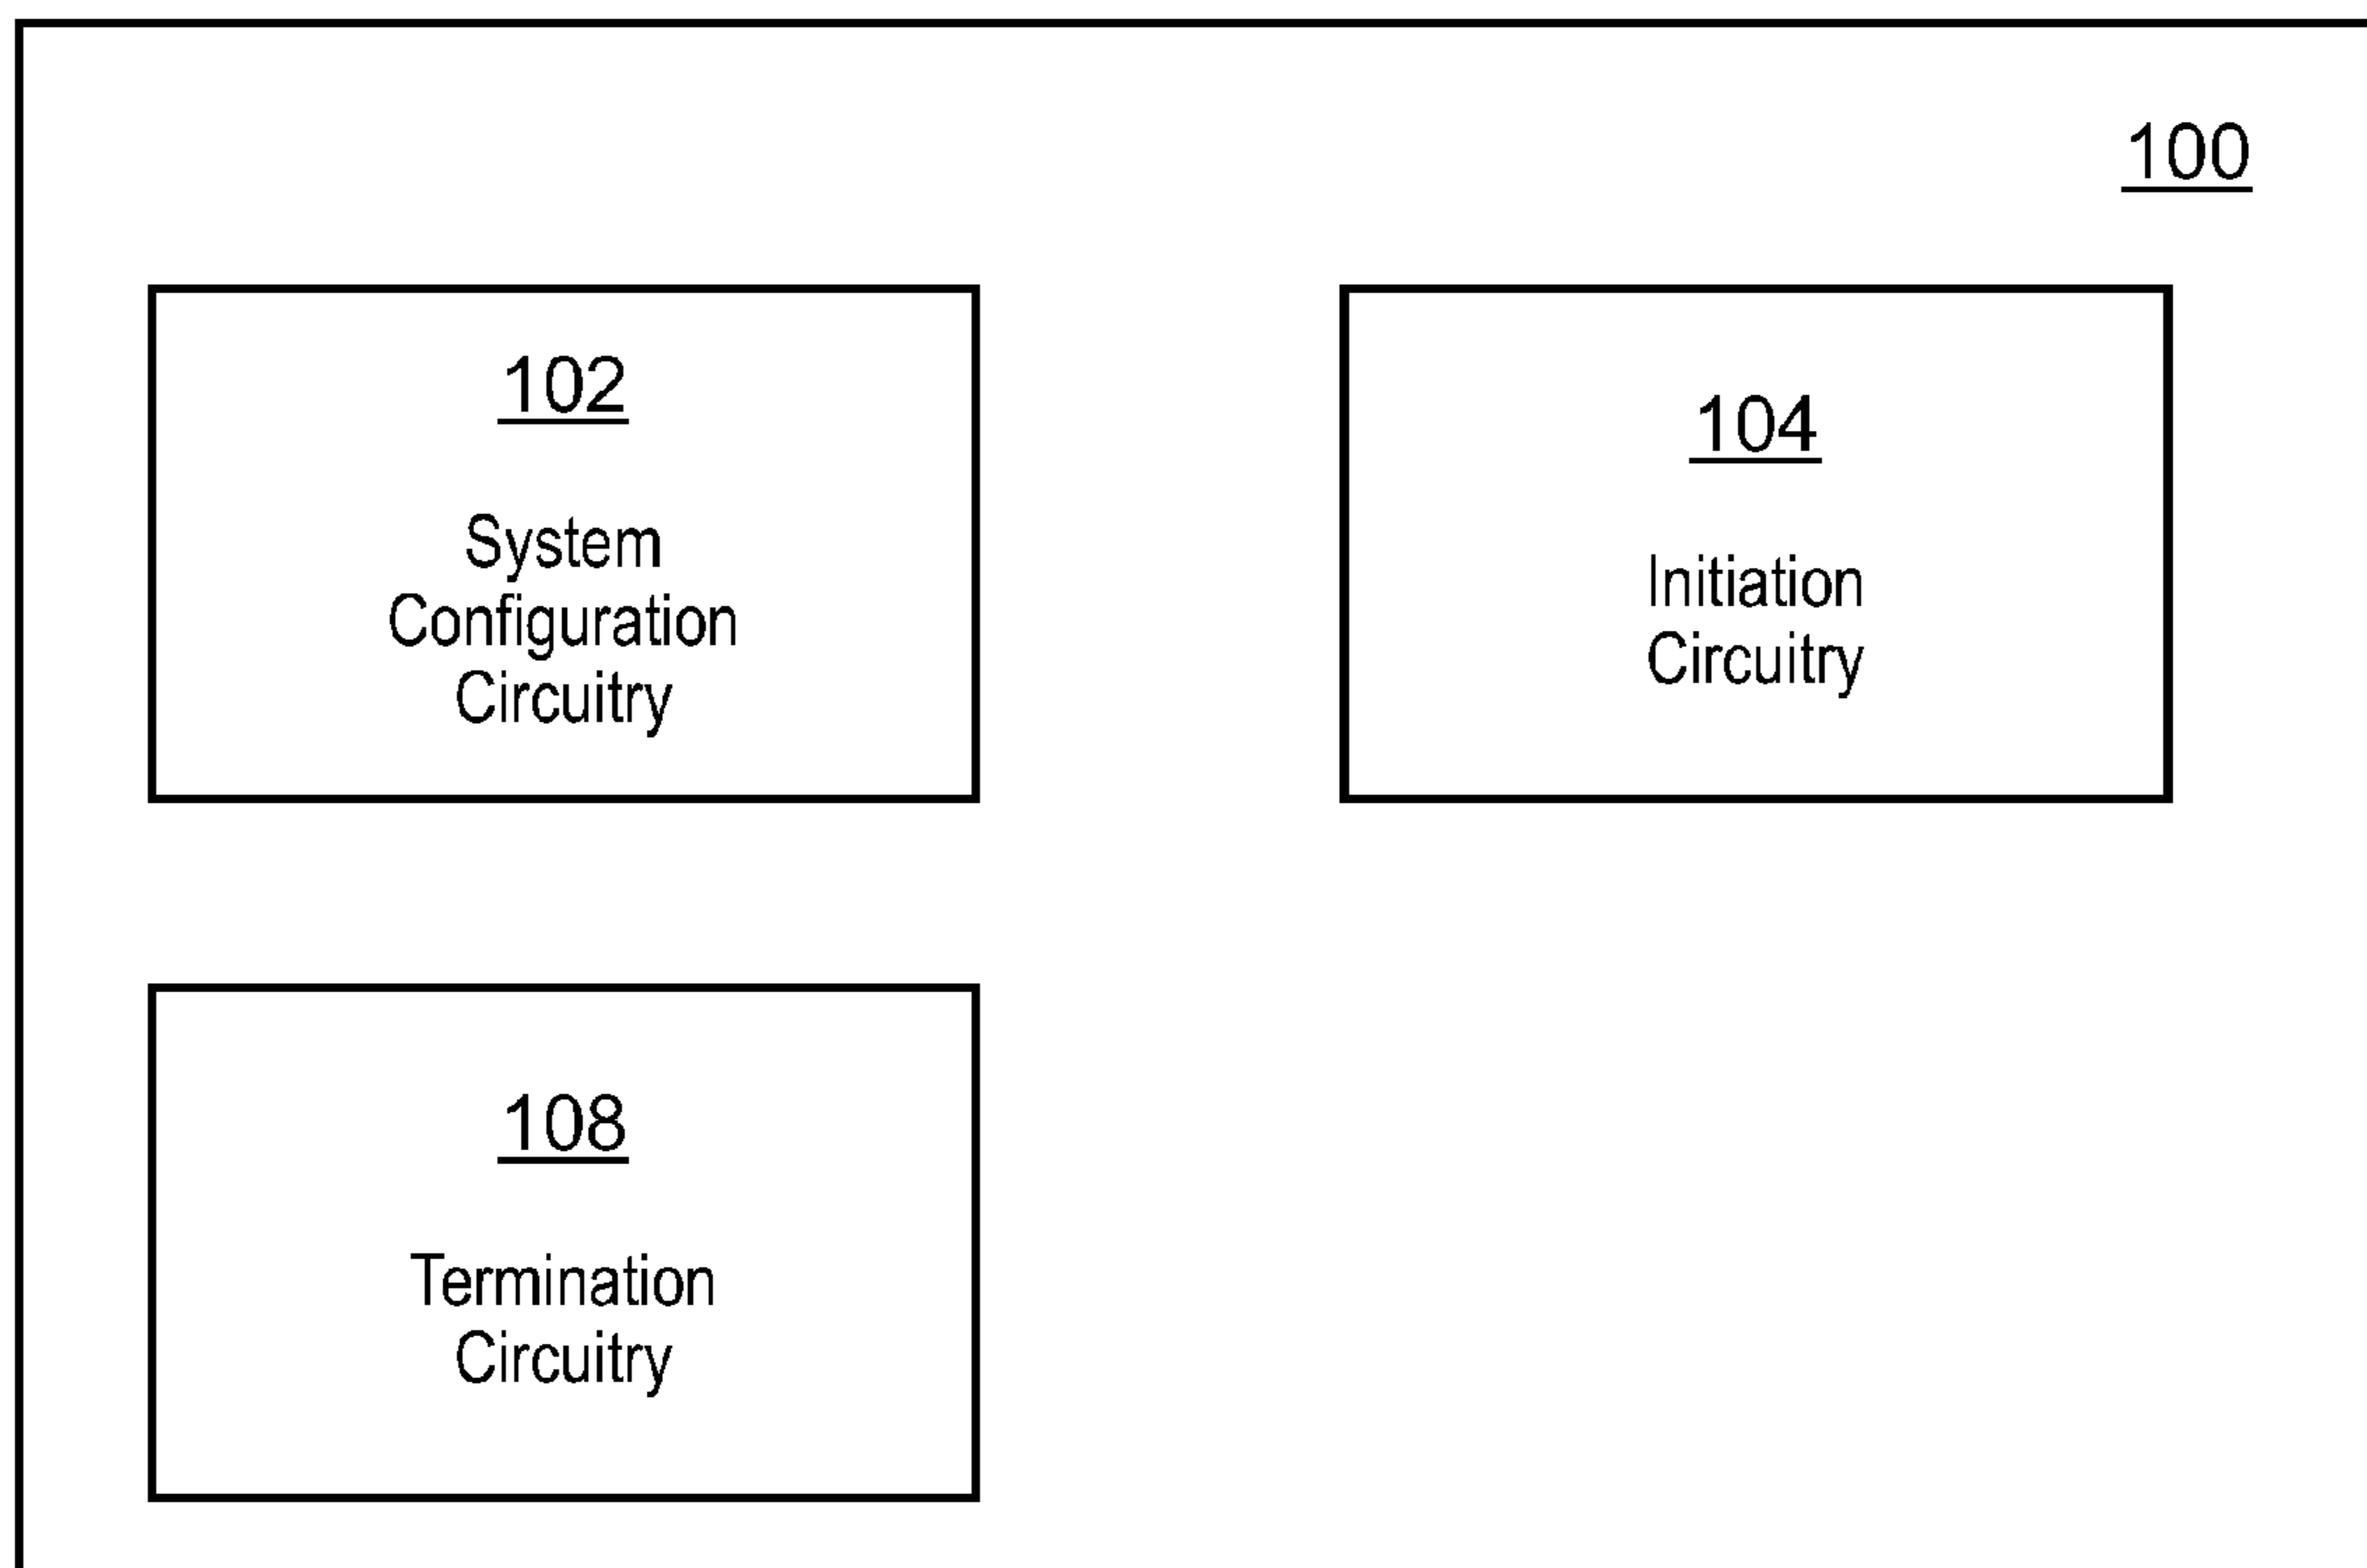 100
102
System
Configuration
Circuitry
104
Initiation
Circuitry
108
Termination
Circuitry